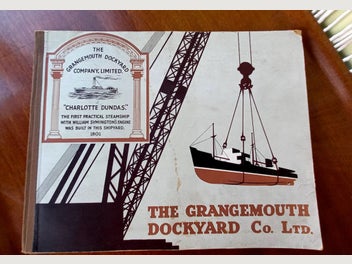 THE
GRANGEMOUTH DOCKYARD
COMPANY, LIMITED.
"CHARLOTTE DUNDAS."
THE FIRST PRACTICAL STEAMSHIP
WITH WILLIAM SYMINGTON'S ENGINE
WAS BUILT IN THIS SHIPYARD,
1801
THE GRANGEMOUTH
DOCKYARD CO. LTD.